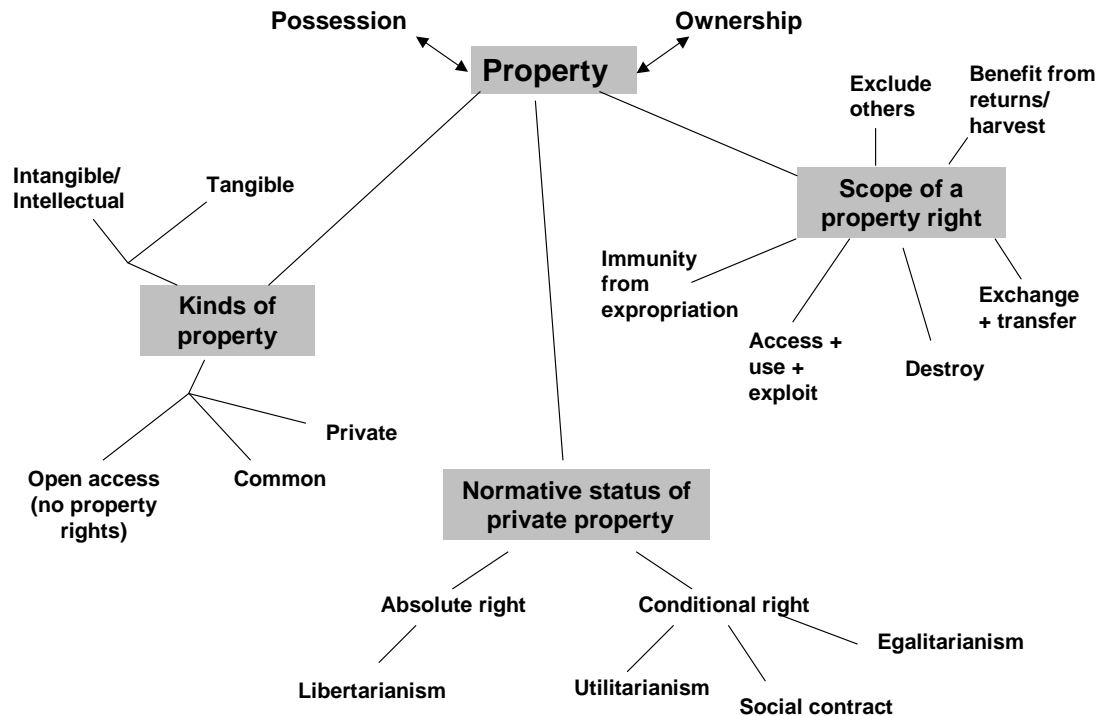 Possession
Ownership
Property
Exclude
others
Benefit from
returns/
harvest
Intangible/
Intellectual
Tangible
Scope of a
property right
Immunity
from
expropriation
Exchange
+ transfer
Kinds of
property
Access +
use +
exploit
Destroy
Private
Open access
(no property
rights)
Common
Normative status of
private property
Absolute right
Conditional right
Egalitarianism
Libertarianism
Utilitarianism
Social contract